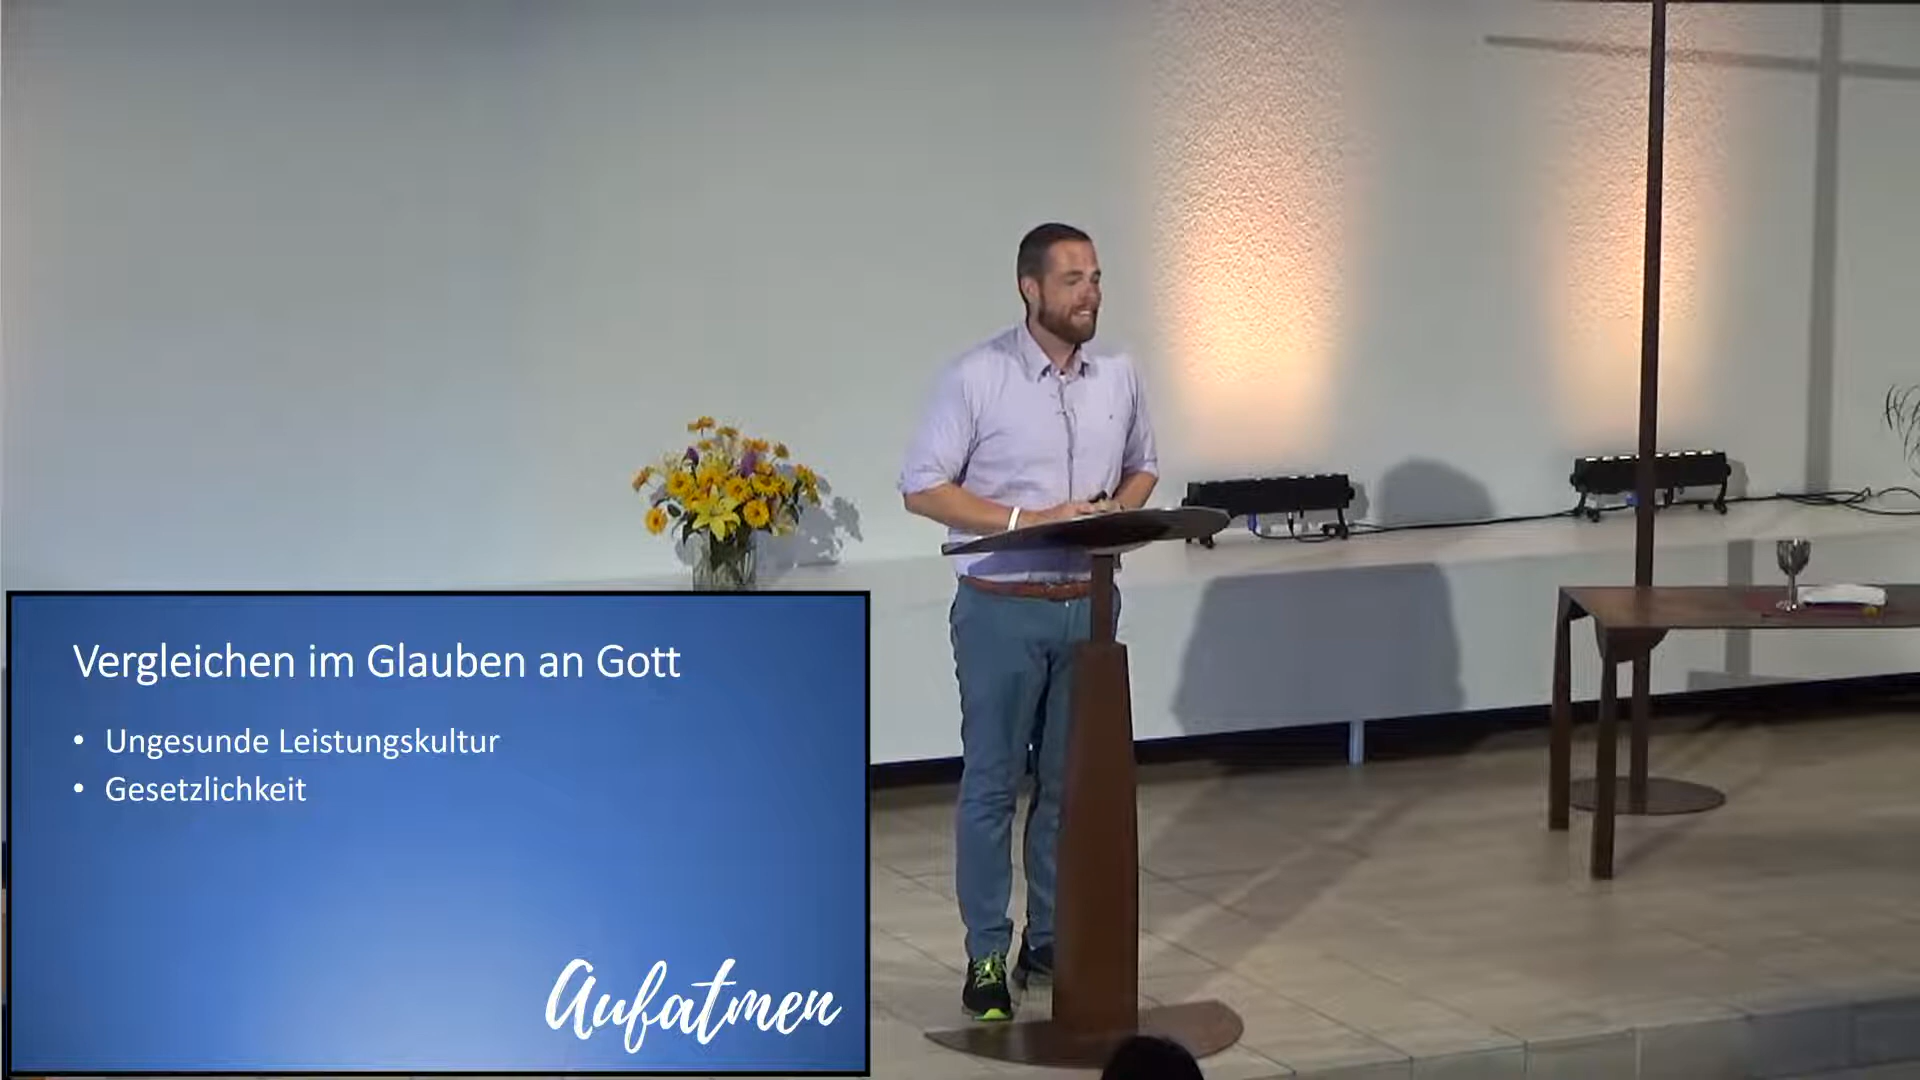 Vergleichen im Glauben an Gott
• Ungesunde Leistungskultur
• Gesetzlichkeit
Aufatmen